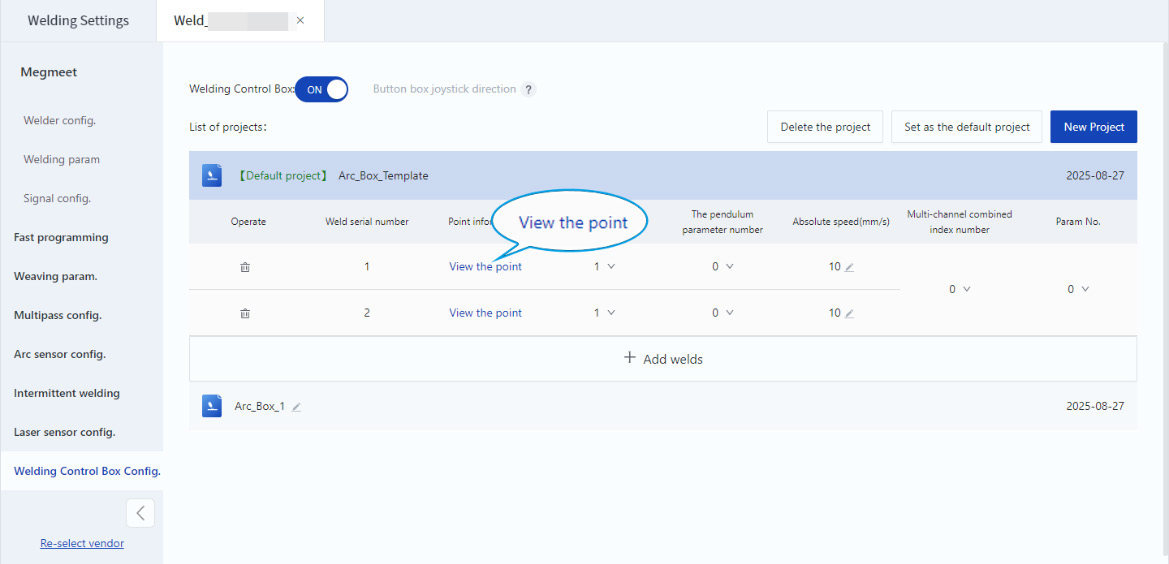 Welding Settings
Weld_
Megmeet
Welder config.
Welding param
Signal config.
Fast programming
Weaving param.
Multipass config.
Arc sensor config.
Intermittent welding
Laser sensor config.
Welding Control Box Config.
Re-select vendor
Welding Control Box: ON Button box joystick direction ?
List of projects:
Delete the project Set as the default project New Project
【Default project】 Arc_Box_Template 2025-08-27
View the point
Operate Weld serial number Point infor The pendulum parameter number Absolute speed(mm/s) Multi-channel combined index number Param No.
1 View the point 1 0 10
0 0
2 View the point 1 0 10
+ Add welds
Arc_Box_1 2025-08-27